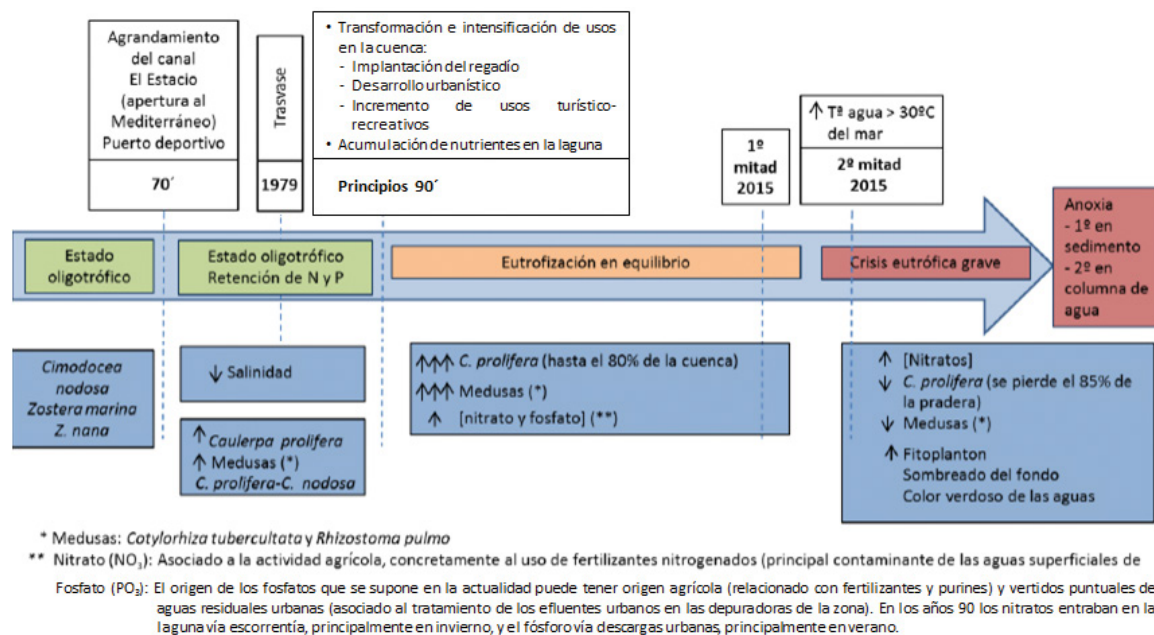 Agrandamiento
del canal
El Estacio
(apertura al
Mediterráneo)
Puerto deportivo
70´
Trasvase
1979
• Transformación e intensificación de usos
en la cuenca:
- Implantación del regadío
- Desarrollo urbanístico
- Incremento de usos turístico-
recreativos
• Acumulación de nutrientes en la laguna
Principios 90´
1º
mitad
2015
↑ Tª agua > 30ºC
del mar
2º mitad
2015
Estado
oligotrófico
Estado oligotrófico
Retención de N y P
Eutrofización en equilibrio
Crisis eutrófica grave
Anoxia
- 1º en
sedimento
- 2º en
columna de
agua
Cimodocea
nodosa
Zostera marina
Z. nana
↓ Salinidad
↑ Caulerpa prolifera
↑ Medusas (*)
C. prolifera-C. nodosa
↑↑↑ C. prolifera (hasta el 80% de la cuenca)
↑↑↑ Medusas (*)
↑ [nitrato y fosfato] (**)
↑ [Nitratos]
↓ C. prolifera (se pierde el 85% de
la pradera)
↓ Medusas (*)
↑ Fitoplanton
Sombreado del fondo
Color verdoso de las aguas
* Medusas: Cotylorhiza tubercultata y Rhizostoma pulmo
** Nitrato (NO₃): Asociado a la actividad agrícola, concretamente al uso de fertilizantes nitrogenados (principal contaminante de las aguas superficiales de
Fosfato (PO₃): El origen de los fosfatos que se supone en la actualidad puede tener origen agrícola (relacionado con fertilizantes y purines) y vertidos puntuales de
aguas residuales urbanas (asociado al tratamiento de los efluentes urbanos en las depuradoras de la zona). En los años 90 los nitratos entraban en la
laguna vía escorrentía, principalmente en invierno, y el fósforo vía descargas urbanas, principalmente en verano.